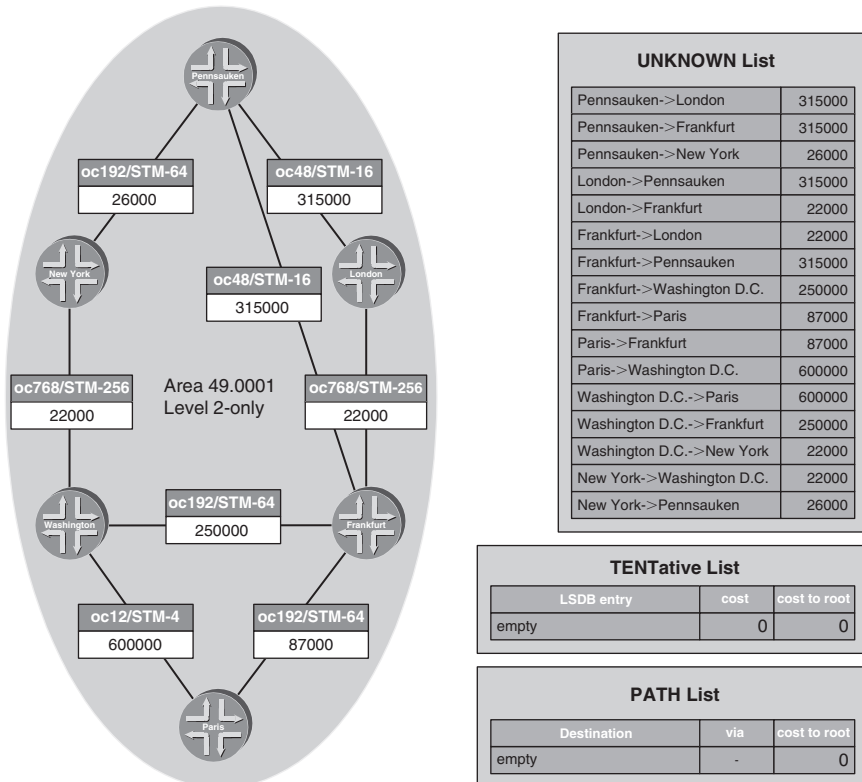 Pennsauken
oc192/STM-64
26000
oc48/STM-16
315000
New York
London
oc48/STM-16
315000
oc768/STM-256
22000
Area 49.0001
Level 2-only
oc768/STM-256
22000
Washington
oc192/STM-64
250000
Frankfurt
oc12/STM-4
600000
oc192/STM-64
87000
Paris
UNKNOWN List
Pennsauken->London 315000
Pennsauken->Frankfurt 315000
Pennsauken->New York 26000
London->Pennsauken 315000
London->Frankfurt 22000
Frankfurt->London 22000
Frankfurt->Pennsauken 315000
Frankfurt->Washington D.C. 250000
Frankfurt->Paris 87000
Paris->Frankfurt 87000
Paris->Washington D.C. 600000
Washington D.C.->Paris 600000
Washington D.C.->Frankfurt 250000
Washington D.C.->New York 22000
New York->Washington D.C. 22000
New York->Pennsauken 26000
TENTative List
LSDB entry cost cost to root
empty 0 0
PATH List
Destination via cost to root
empty - 0